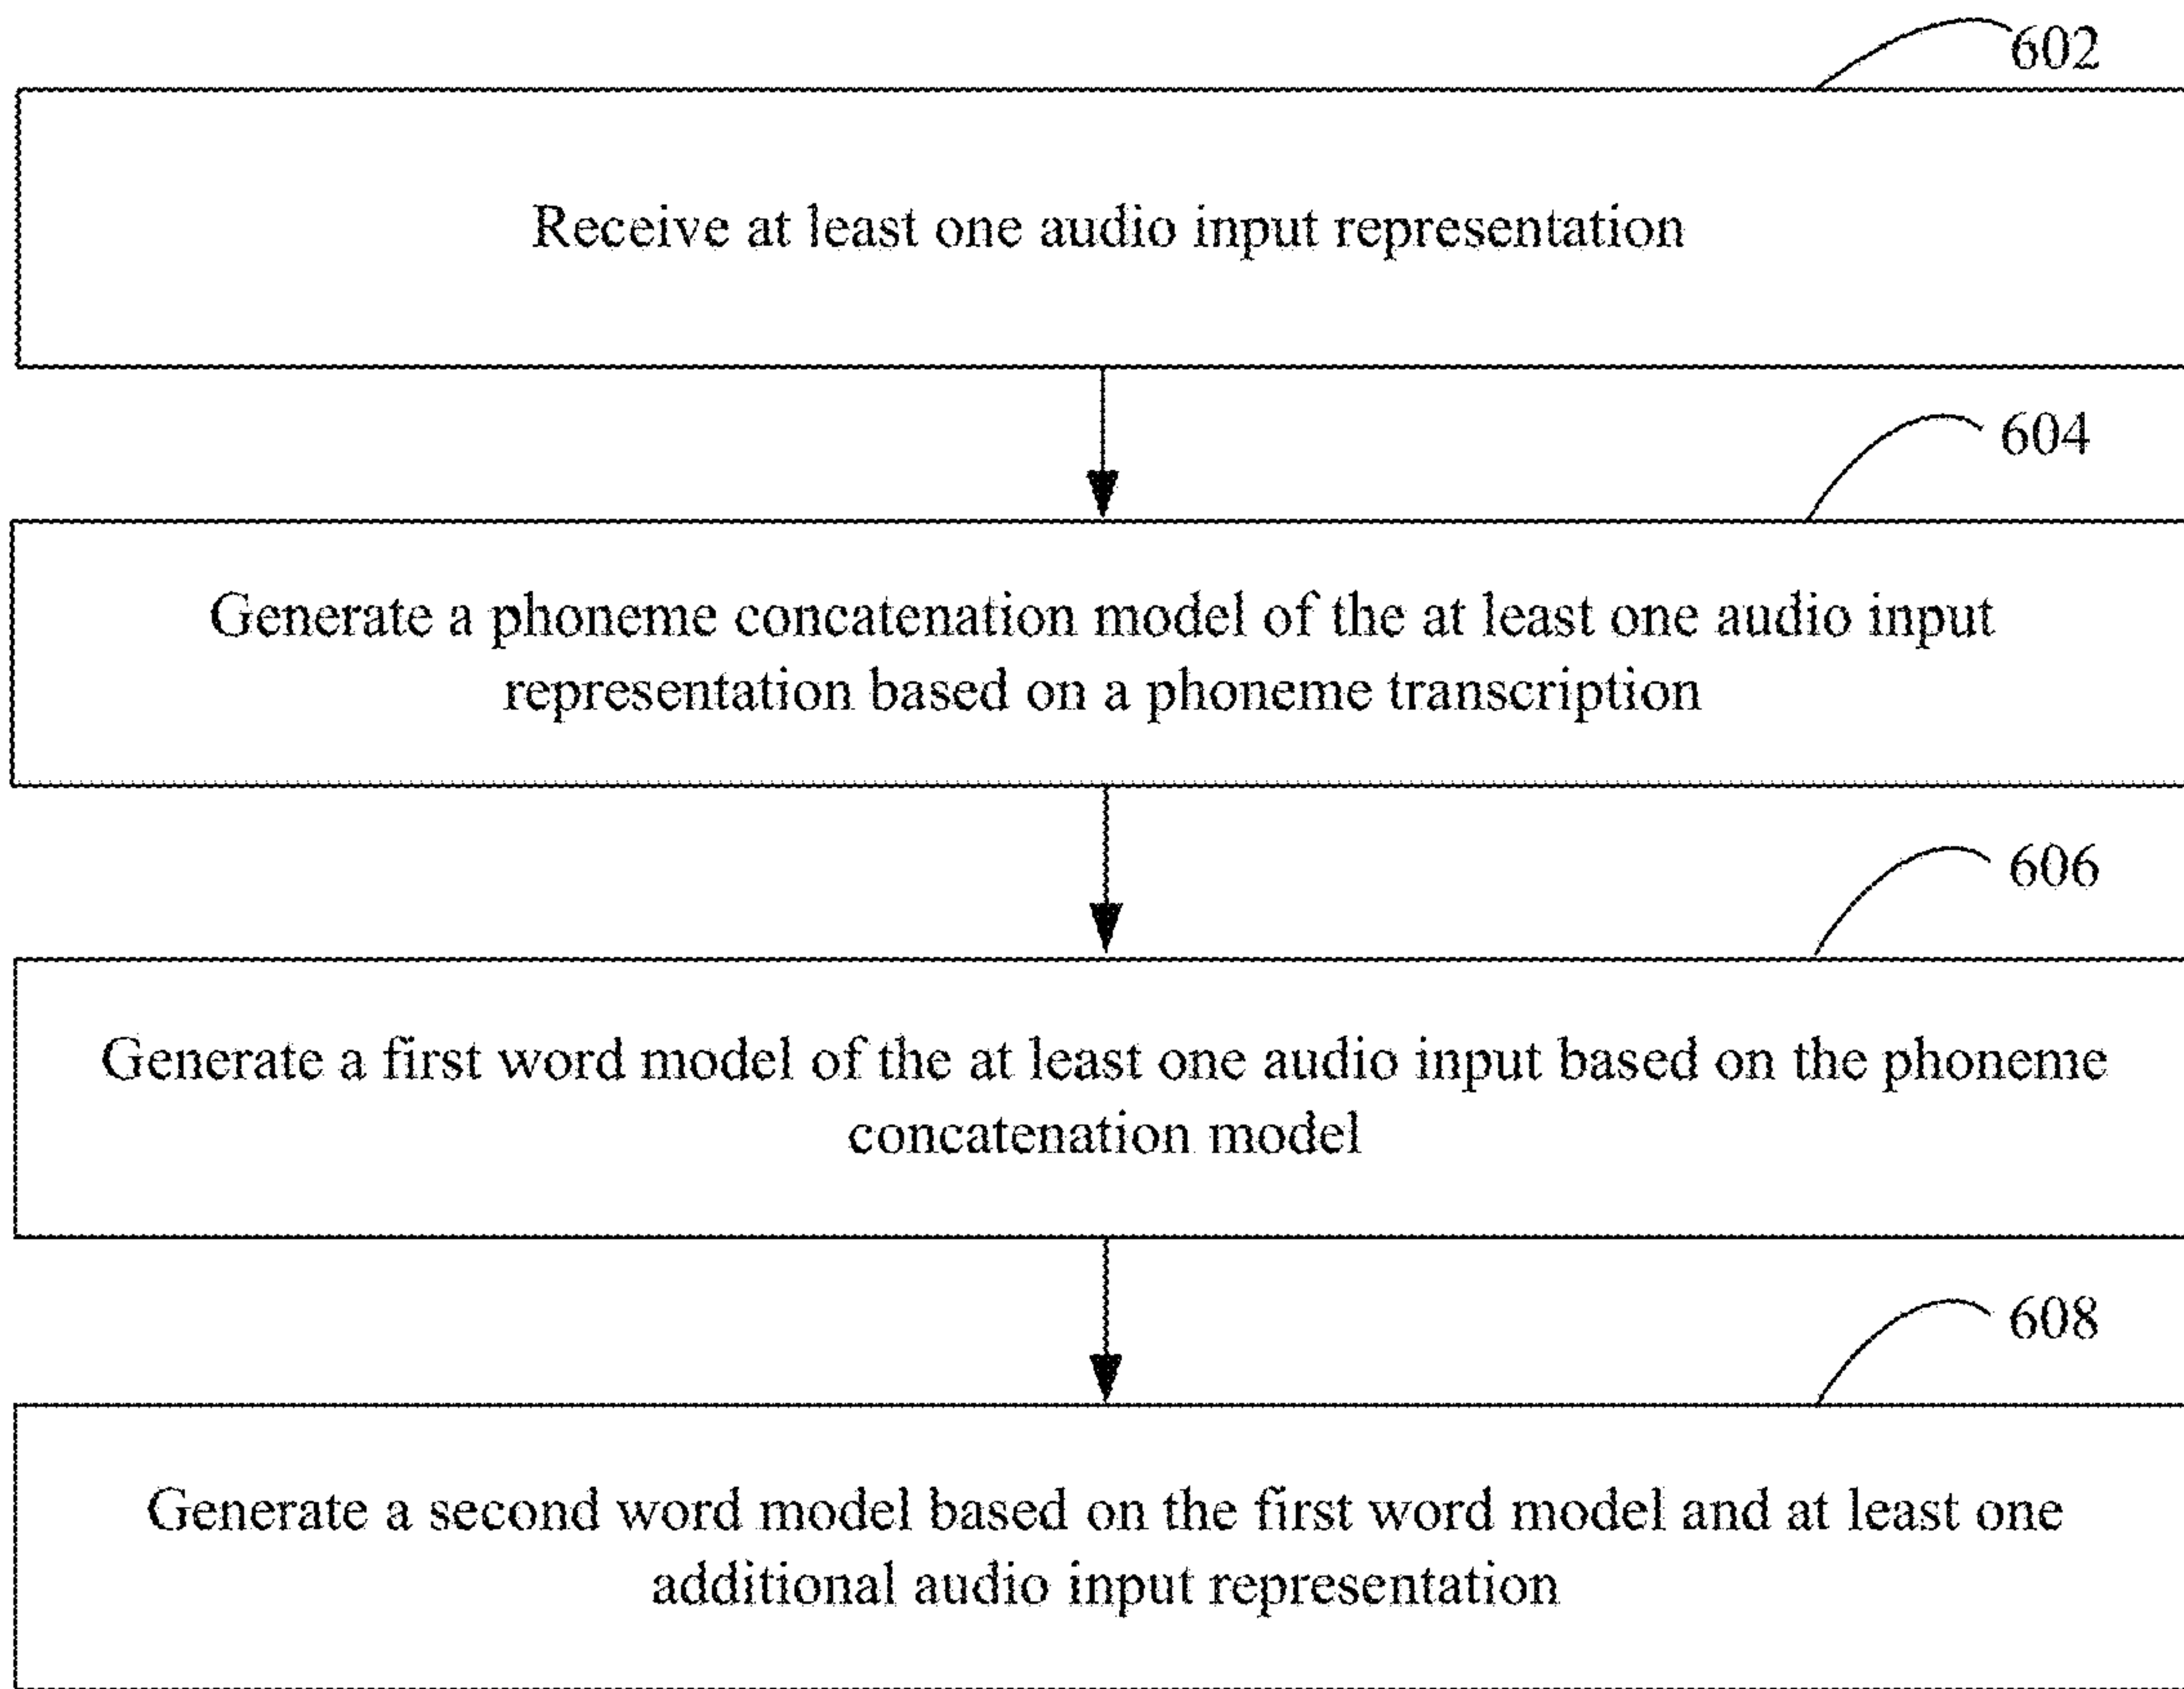 602
Receive at least one audio input representation
604
Generate a phoneme concatenation model of the at least one audio input
representation based on a phoneme transcription
606
Generate a first word model of the at least one audio input based on the phoneme
concatenation model
608
Generate a second word model based on the first word model and at least one
additional audio input representation